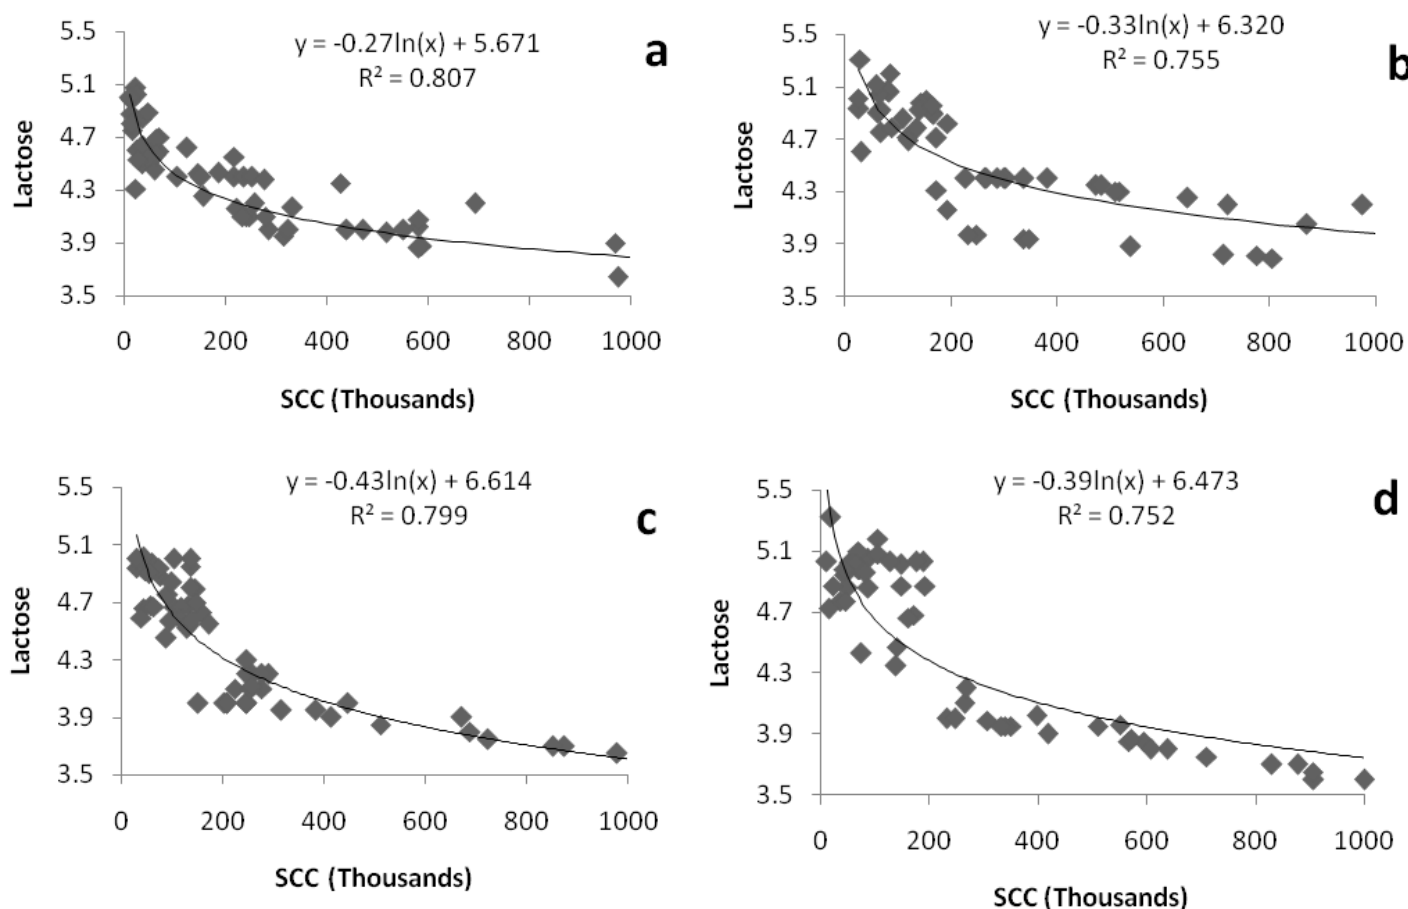 y = -0.27ln(x) + 5.671
R² = 0.807
a
5.5
5.1
4.7
4.3
3.9
3.5
Lactose
0 200 400 600 800 1000
SCC (Thousands)
y = -0.33ln(x) + 6.320
R² = 0.755
b
5.5
5.1
4.7
4.3
3.9
3.5
Lactose
0 200 400 600 800 1000
SCC (Thousands)
y = -0.43ln(x) + 6.614
R² = 0.799
c
5.5
5.1
4.7
4.3
3.9
3.5
Lactose
0 200 400 600 800 1000
SCC (Thousands)
y = -0.39ln(x) + 6.473
R² = 0.752
d
5.5
5.1
4.7
4.3
3.9
3.5
Lactose
0 200 400 600 800 1000
SCC (Thousands)